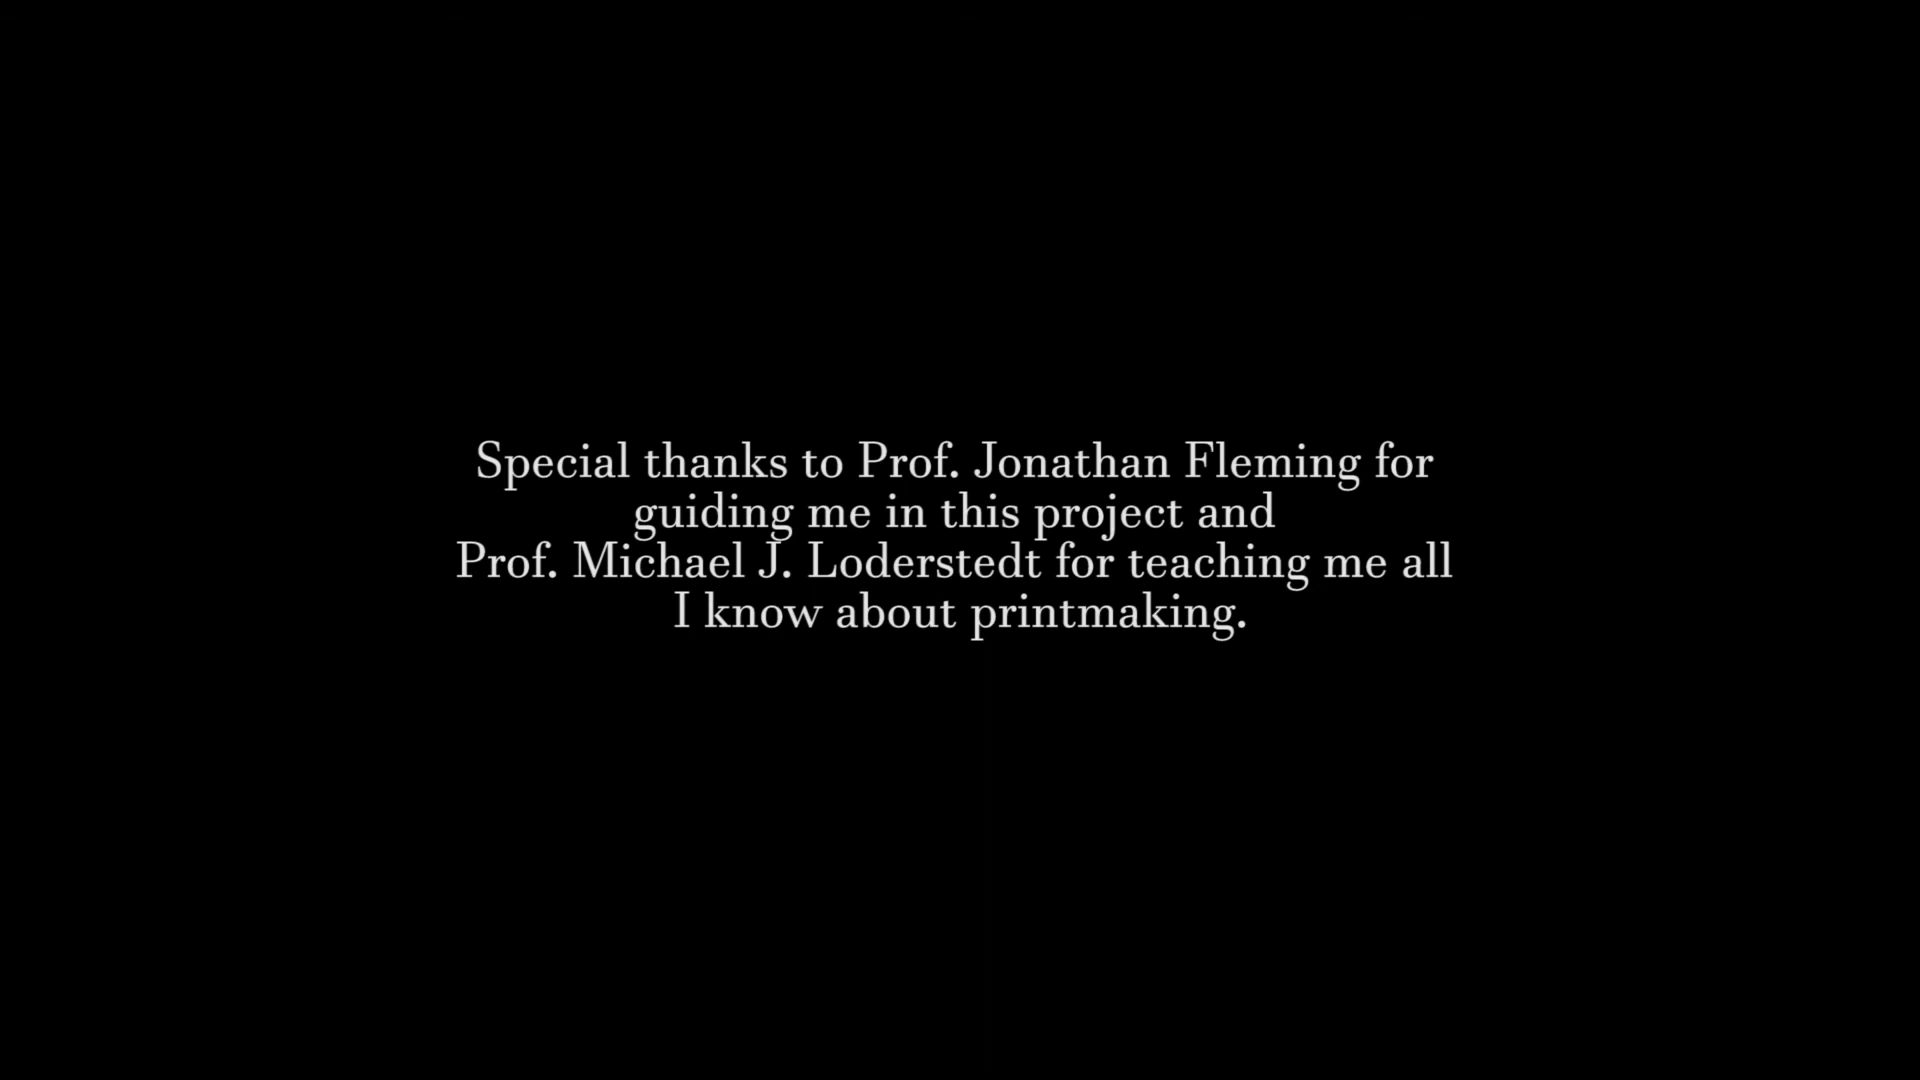 Special thanks to Prof. Jonathan Fleming for
guiding me in this project and
Prof. Michael J. Loderstedt for teaching me all
I know about printmaking.